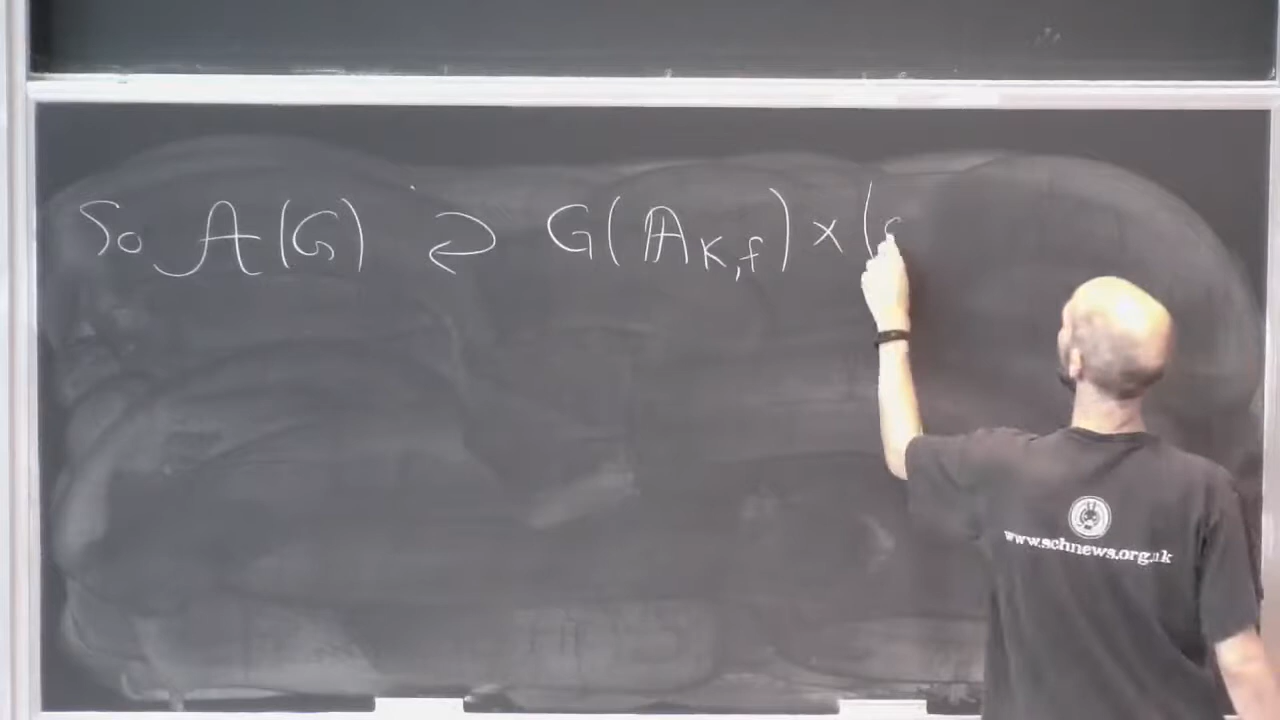 So 𝒜(G) ⊋ G(𝔸_{K,f}) × (
www.schnews.org.uk